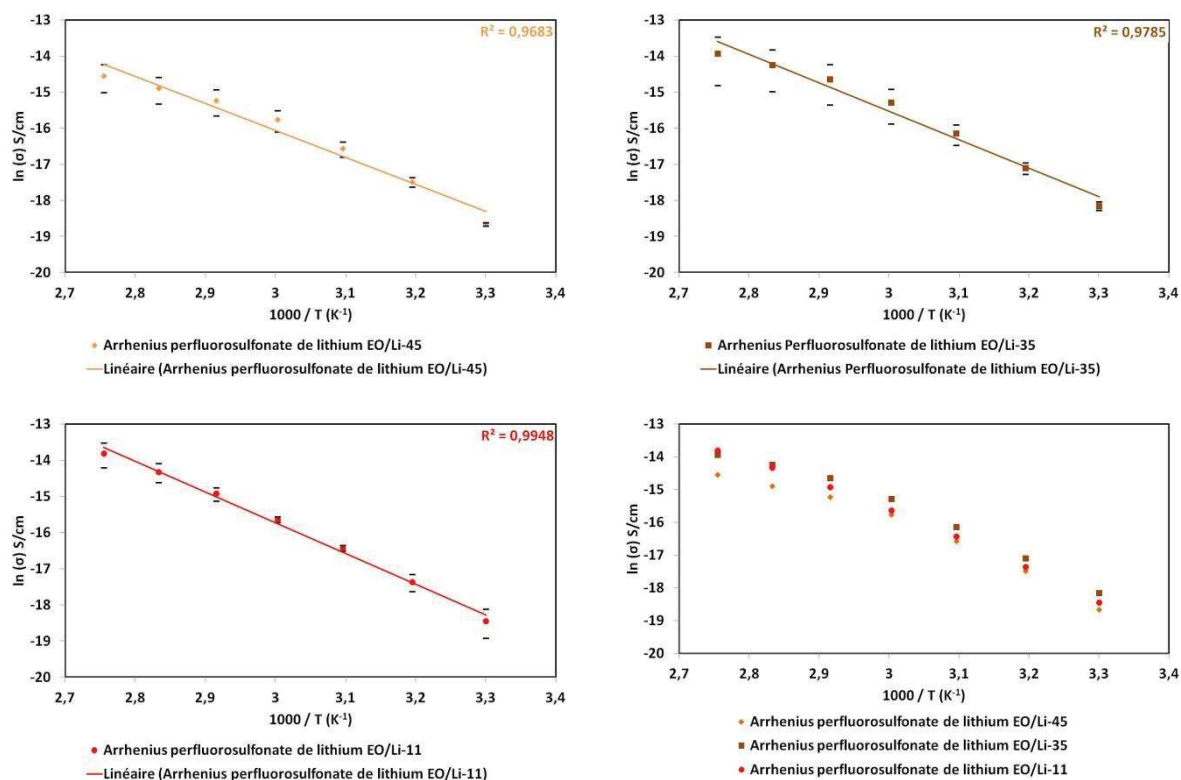 R² = 0,9683
-13
-14
-15
-16
-17
-18
-19
-20
ln (σ) S/cm
2,7 2,8 2,9 3 3,1 3,2 3,3 3,4
1000 / T (K⁻¹)
Arrhenius perfluorosulfonate de lithium EO/Li-45
Linéaire (Arrhenius perfluorosulfonate de lithium EO/Li-45)
R² = 0,9785
-13
-14
-15
-16
-17
-18
-19
-20
ln (σ) S/cm
2,7 2,8 2,9 3 3,1 3,2 3,3 3,4
1000 / T (K⁻¹)
Arrhenius Perfluorosulfonate de lithium EO/Li-35
Linéaire (Arrhenius Perfluorosulfonate de lithium EO/Li-35)
R² = 0,9948
-13
-14
-15
-16
-17
-18
-19
-20
ln (σ) S/cm
2,7 2,8 2,9 3 3,1 3,2 3,3 3,4
1000 / T (K⁻¹)
Arrhenius perfluorosulfonate de lithium EO/Li-11
Linéaire (Arrhenius perfluorosulfonate de lithium EO/Li-11)
-13
-14
-15
-16
-17
-18
-19
-20
ln (σ) S/cm
2,7 2,8 2,9 3 3,1 3,2 3,3 3,4
1000 / T (K⁻¹)
Arrhenius perfluorosulfonate de lithium EO/Li-45
Arrhenius perfluorosulfonate de lithium EO/Li-35
Arrhenius perfluorosulfonate de lithium EO/Li-11